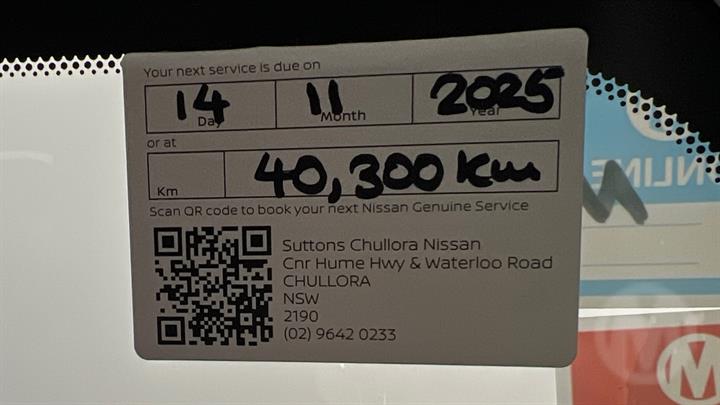 Your next service is due on
14 11 2025
Day Month Year
or at
Km 40,300 Km
Scan QR code to book your next Nissan Genuine Service
Suttons Chullora Nissan
Cnr Hume Hwy & Waterloo Road
CHULLORA
NSW
2190
(02) 9642 0233
M